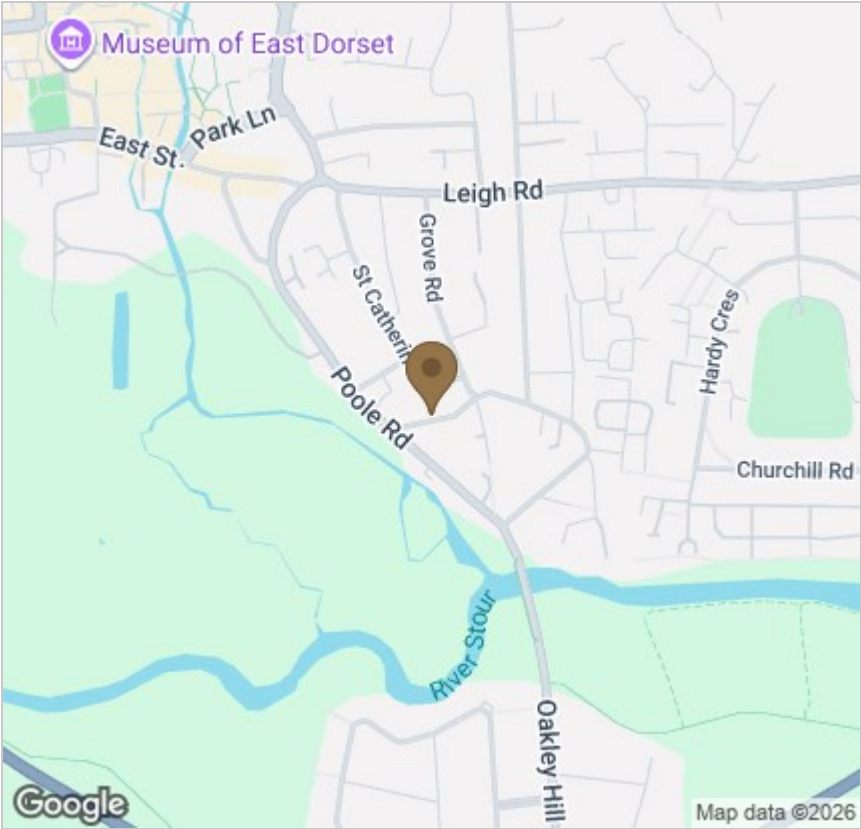 Museum of East Dorset
Park Ln
East St.
Leigh Rd
Grove Rd
St Catherin
Hardy Cres
Poole Rd
Churchill Rd
River Stour
Oakley Hill
Google
Map data ©2026